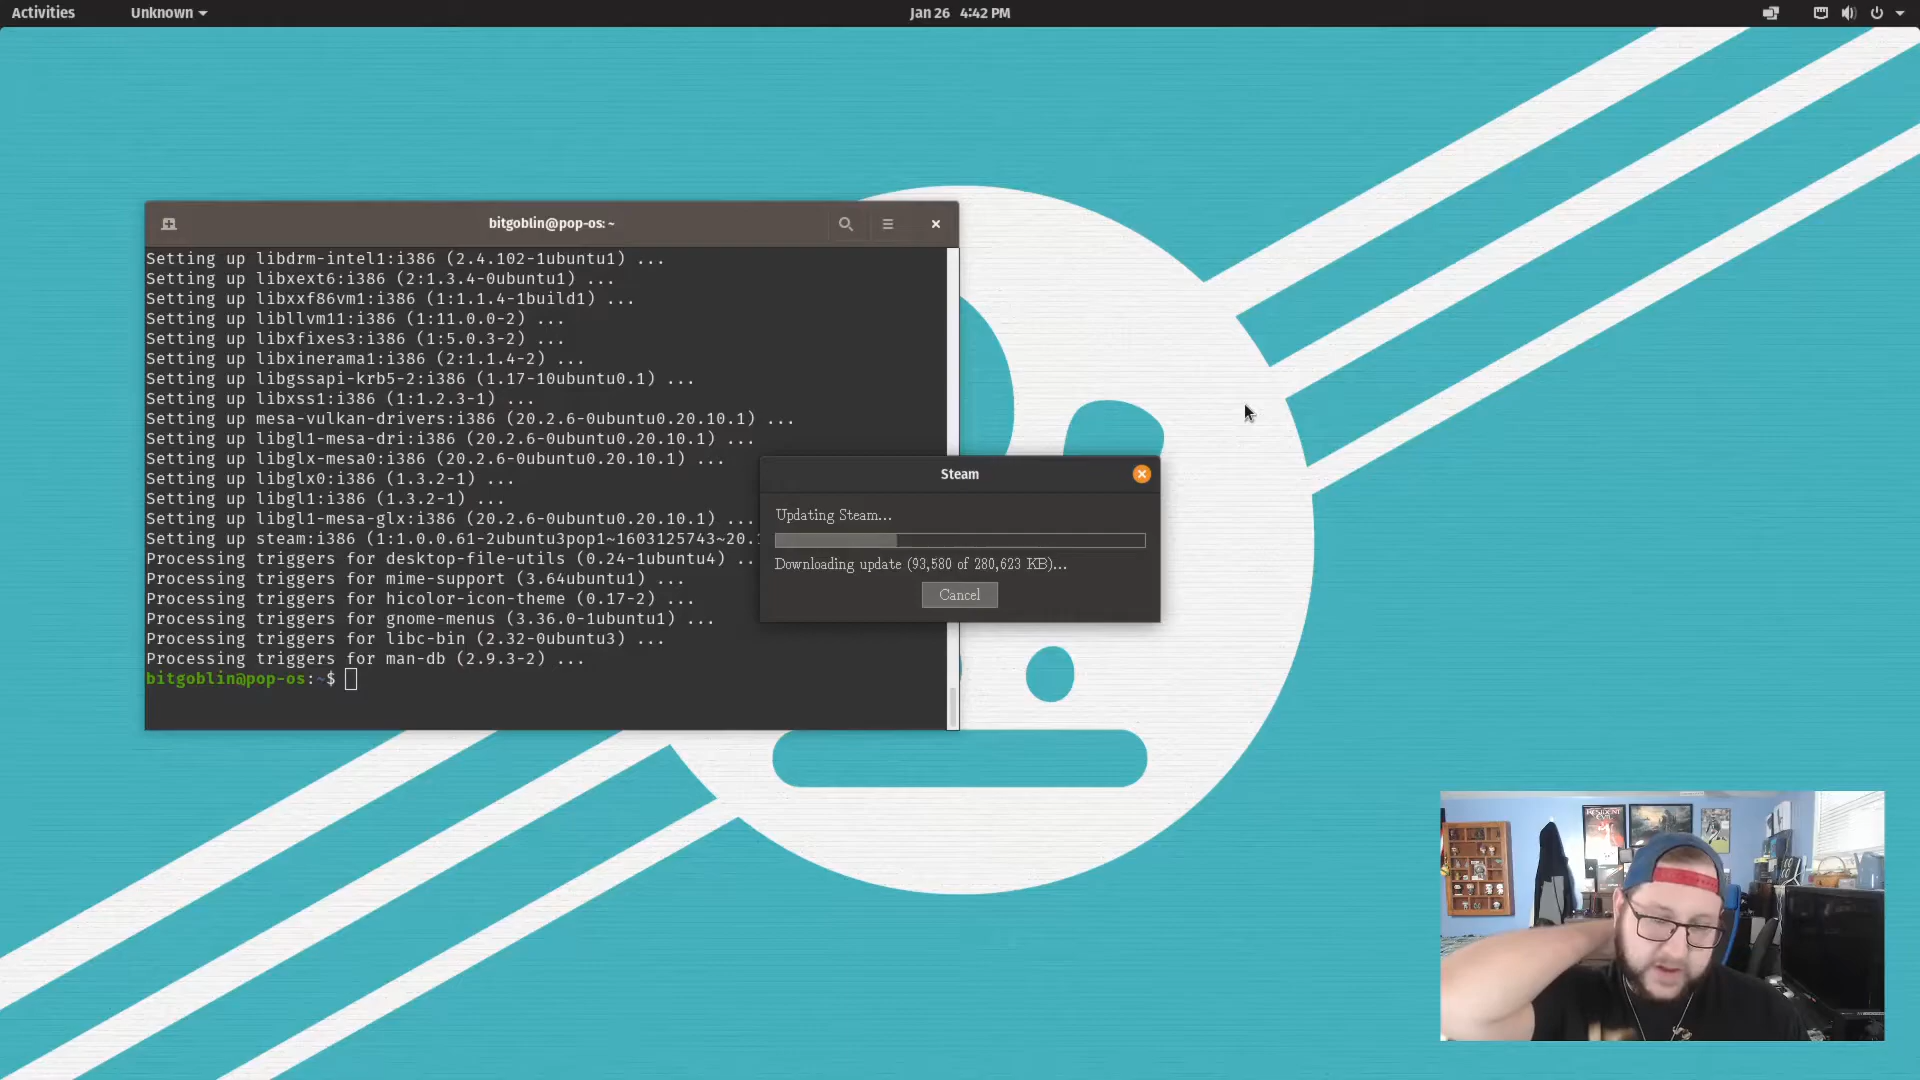 Activities
Unknown
Jan 26 4:42 PM
bitgoblin@pop-os: ~
Setting up libdrm-intel1:i386 (2.4.102-1ubuntu1) ...
Setting up libxext6:i386 (2:1.3.4-0ubuntu1) ...
Setting up libxxf86vm1:i386 (1:1.1.4-1build1) ...
Setting up libllvm11:i386 (1:11.0.0-2) ...
Setting up libxfixes3:i386 (1:5.0.3-2) ...
Setting up libxinerama1:i386 (2:1.1.4-2) ...
Setting up libgssapi-krb5-2:i386 (1.17-10ubuntu0.1) ...
Setting up libxss1:i386 (1:1.2.3-1) ...
Setting up mesa-vulkan-drivers:i386 (20.2.6-0ubuntu0.20.10.1) ...
Setting up libgl1-mesa-dri:i386 (20.2.6-0ubuntu0.20.10.1) ...
Setting up libglx-mesa0:i386 (20.2.6-0ubuntu0.20.10.1) ...
Setting up libglx0:i386 (1.3.2-1) ...
Setting up libgl1:i386 (1.3.2-1) ...
Setting up libgl1-mesa-glx:i386 (20.2.6-0ubuntu0.20.10.1) ...
Setting up steam:i386 (1:1.0.0.61-2ubuntu3pop1~1603125743~20.1
Processing triggers for desktop-file-utils (0.24-1ubuntu4) ..
Processing triggers for mime-support (3.64ubuntu1) ...
Processing triggers for hicolor-icon-theme (0.17-2) ...
Processing triggers for gnome-menus (3.36.0-1ubuntu1) ...
Processing triggers for libc-bin (2.32-0ubuntu3) ...
Processing triggers for man-db (2.9.3-2) ...
bitgoblin@pop-os:~$
Steam
Updating Steam...
Downloading update (93,580 of 280,623 KB)...
Cancel
RESIDENT EVIL